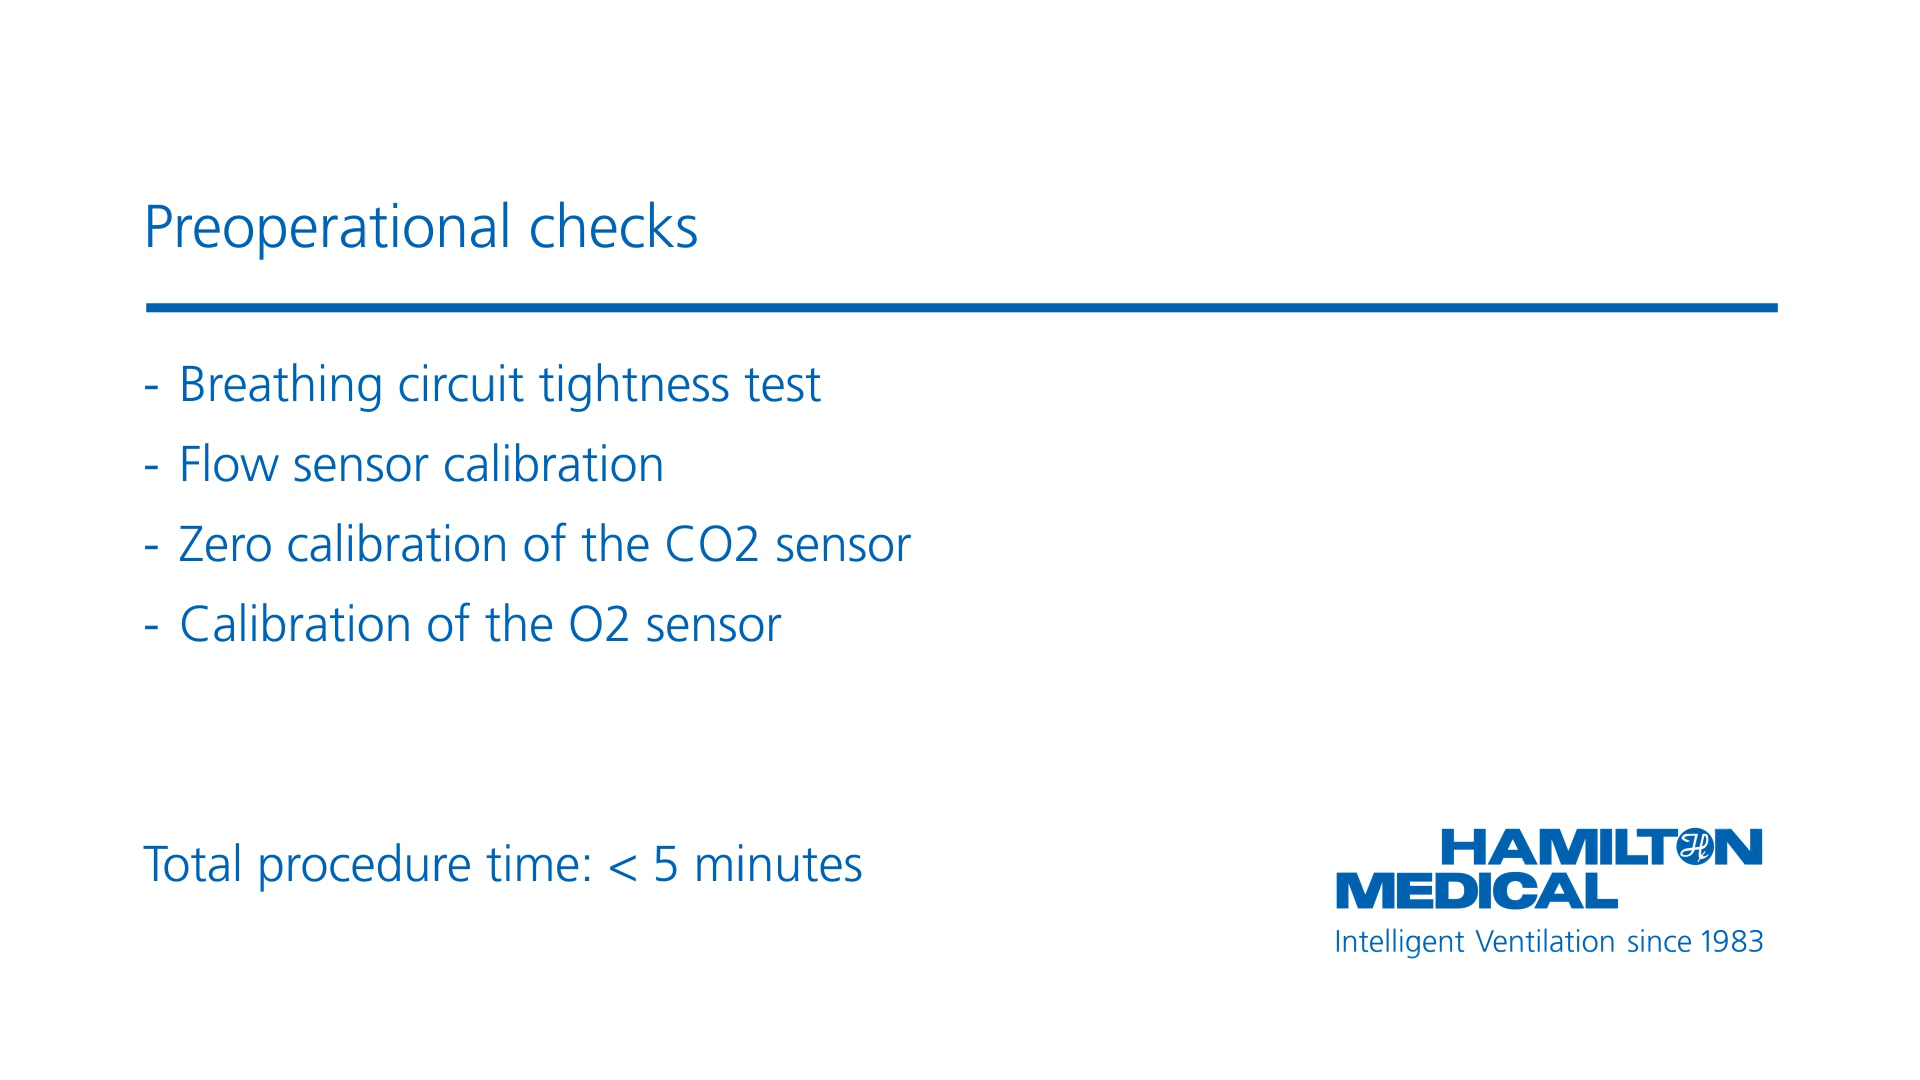 Preoperational checks
- Breathing circuit tightness test
- Flow sensor calibration
- Zero calibration of the CO2 sensor
- Calibration of the O2 sensor
Total procedure time: < 5 minutes
HAMILTON
MEDICAL
Intelligent Ventilation since 1983